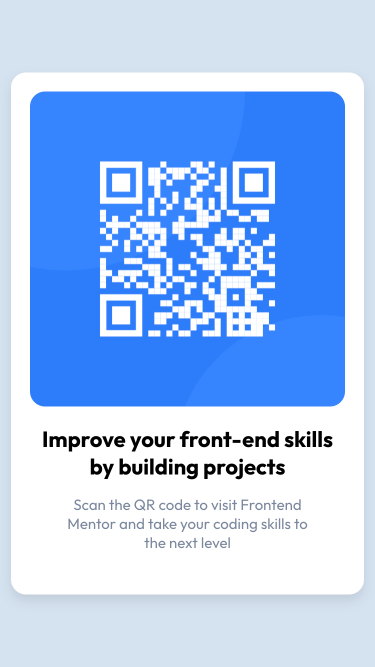 Improve your front-end skills
by building projects
Scan the QR code to visit Frontend
Mentor and take your coding skills to
the next level